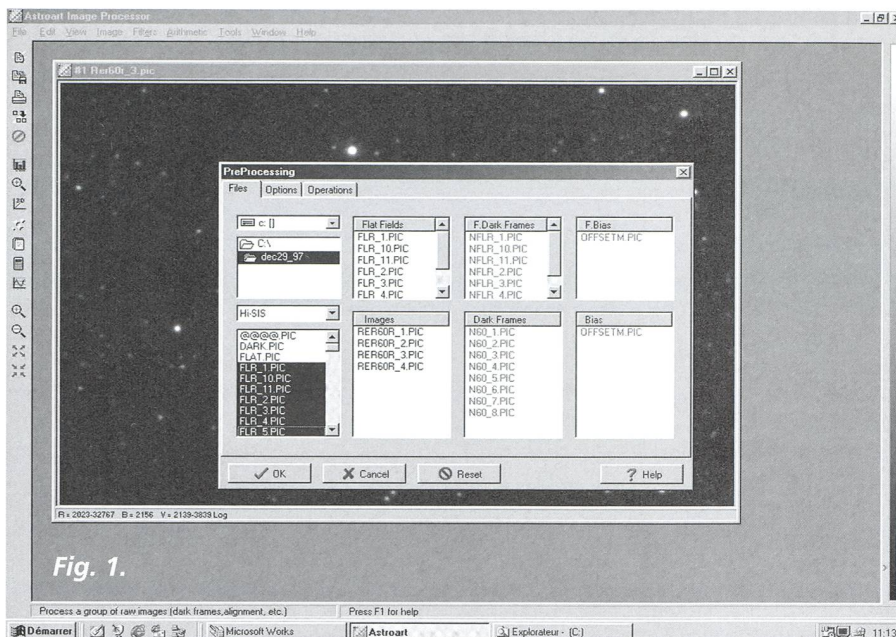 Astroart Image Processor
File Edit View Image Filters Arithmetic Tools Window Help
#1 Rer60r_3.pic
PreProcessing
Files Options Operations
c: []
C:\
dec29_97
Hi-SIS
@@@@.PIC
DARK.PIC
FLAT.PIC
FLR_1.PIC
FLR_10.PIC
FLR_11.PIC
FLR_2.PIC
FLR_3.PIC
FLR_4.PIC
FLR_5.PIC
Flat Fields
FLR_1.PIC
FLR_10.PIC
FLR_11.PIC
FLR_2.PIC
FLR_3.PIC
FLR_4.PIC
F.Dark Frames
NFLR_1.PIC
NFLR_10.PIC
NFLR_11.PIC
NFLR_2.PIC
NFLR_3.PIC
NFLR_4.PIC
F.Bias
OFFSETM.PIC
Images
RER60R_1.PIC
RER60R_2.PIC
RER60R_3.PIC
RER60R_4.PIC
Dark Frames
N60_1.PIC
N60_2.PIC
N60_3.PIC
N60_4.PIC
N60_5.PIC
N60_6.PIC
N60_7.PIC
N60_8.PIC
Bias
OFFSETM.PIC
OK Cancel Reset Help
R = 2023-32767 B = 2156 V = 2139-3839 Log
Fig. 1.
Process a group of raw images (dark frames,alignment, etc.) Press F1 for help
Démarrer Microsoft Works Astroart Explorateur - (C:)